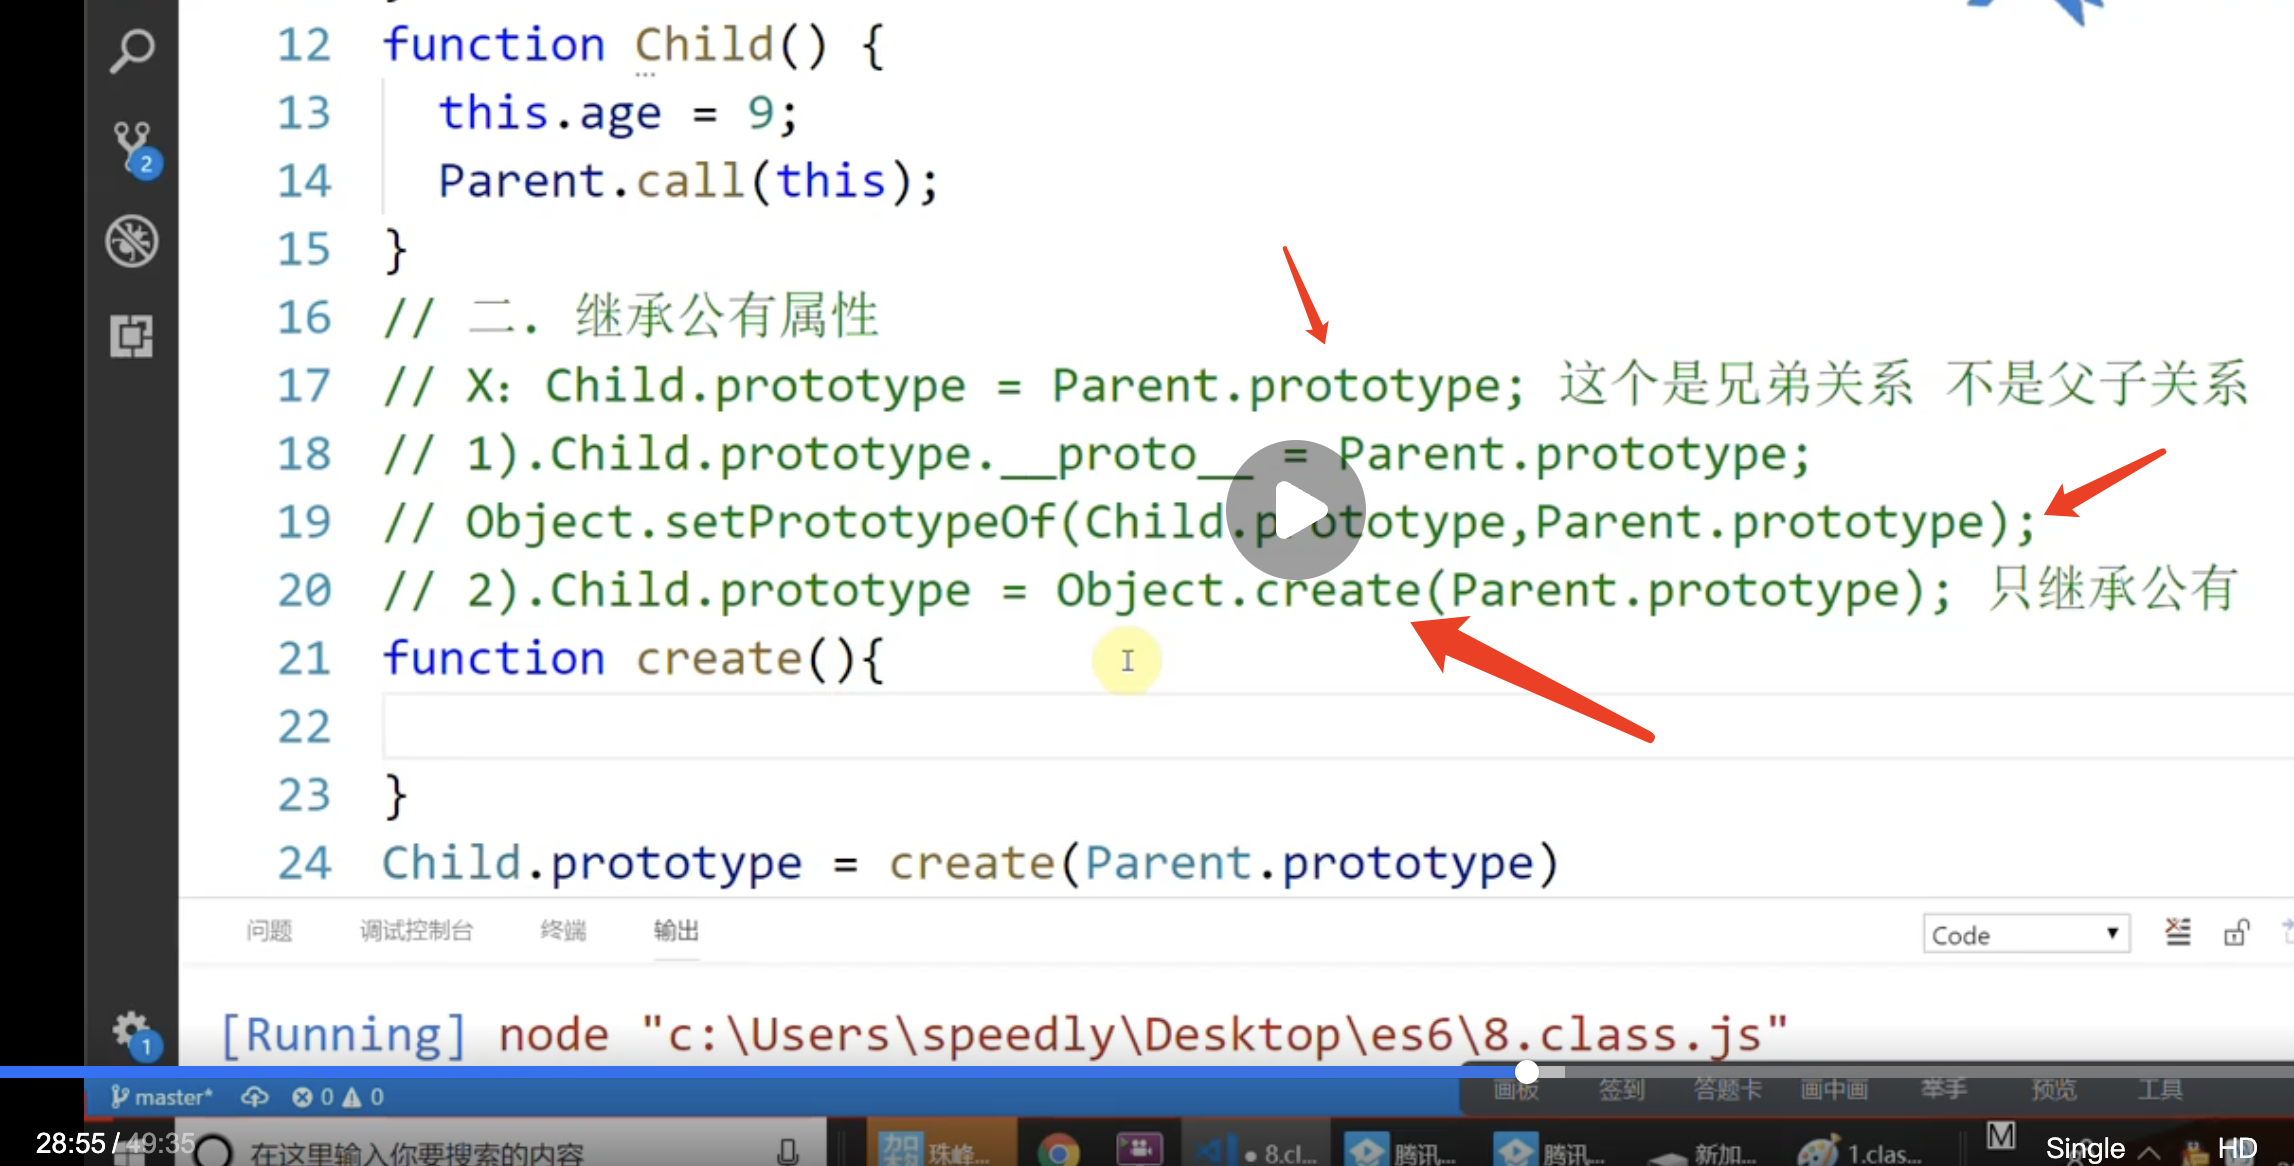 12 function Child() {
13 this.age = 9;
14 Parent.call(this);
15 }
16 // 二. 继承公有属性
17 // X: Child.prototype = Parent.prototype; 这个是兄弟关系 不是父子关系
18 // 1).Child.prototype.__proto__ = Parent.prototype;
19 // Object.setPrototypeOf(Child.prototype,Parent.prototype);
20 // 2).Child.prototype = Object.create(Parent.prototype); 只继承公有
21 function create(){
22
23 }
24 Child.prototype = create(Parent.prototype)
2
问题 调试控制台 终端 输出
Code
[Running] node "c:\Users\speedly\Desktop\es6\8.class.js"
1
master* 0 0
画板 签到 答题卡 画中画 举手 预览 工具
28:55 / 49:35
在这里输入你要搜索的内容
珠峰... 8.cl... 腾讯... 腾讯... 新加... 1.clas...
M
Single HD